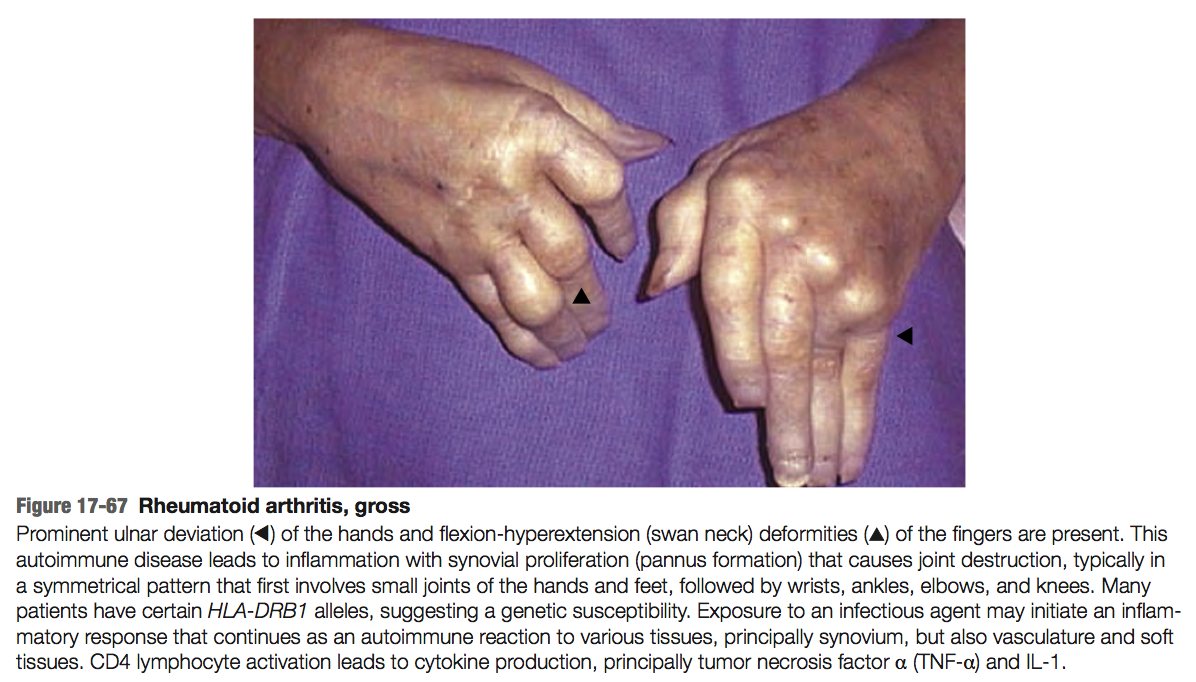 Figure 17-67 Rheumatoid arthritis, gross
Prominent ulnar deviation (◀) of the hands and flexion-hyperextension (swan neck) deformities (▲) of the fingers are present. This
autoimmune disease leads to inflammation with synovial proliferation (pannus formation) that causes joint destruction, typically in
a symmetrical pattern that first involves small joints of the hands and feet, followed by wrists, ankles, elbows, and knees. Many
patients have certain HLA-DRB1 alleles, suggesting a genetic susceptibility. Exposure to an infectious agent may initiate an inflam-
matory response that continues as an autoimmune reaction to various tissues, principally synovium, but also vasculature and soft
tissues. CD4 lymphocyte activation leads to cytokine production, principally tumor necrosis factor α (TNF-α) and IL-1.